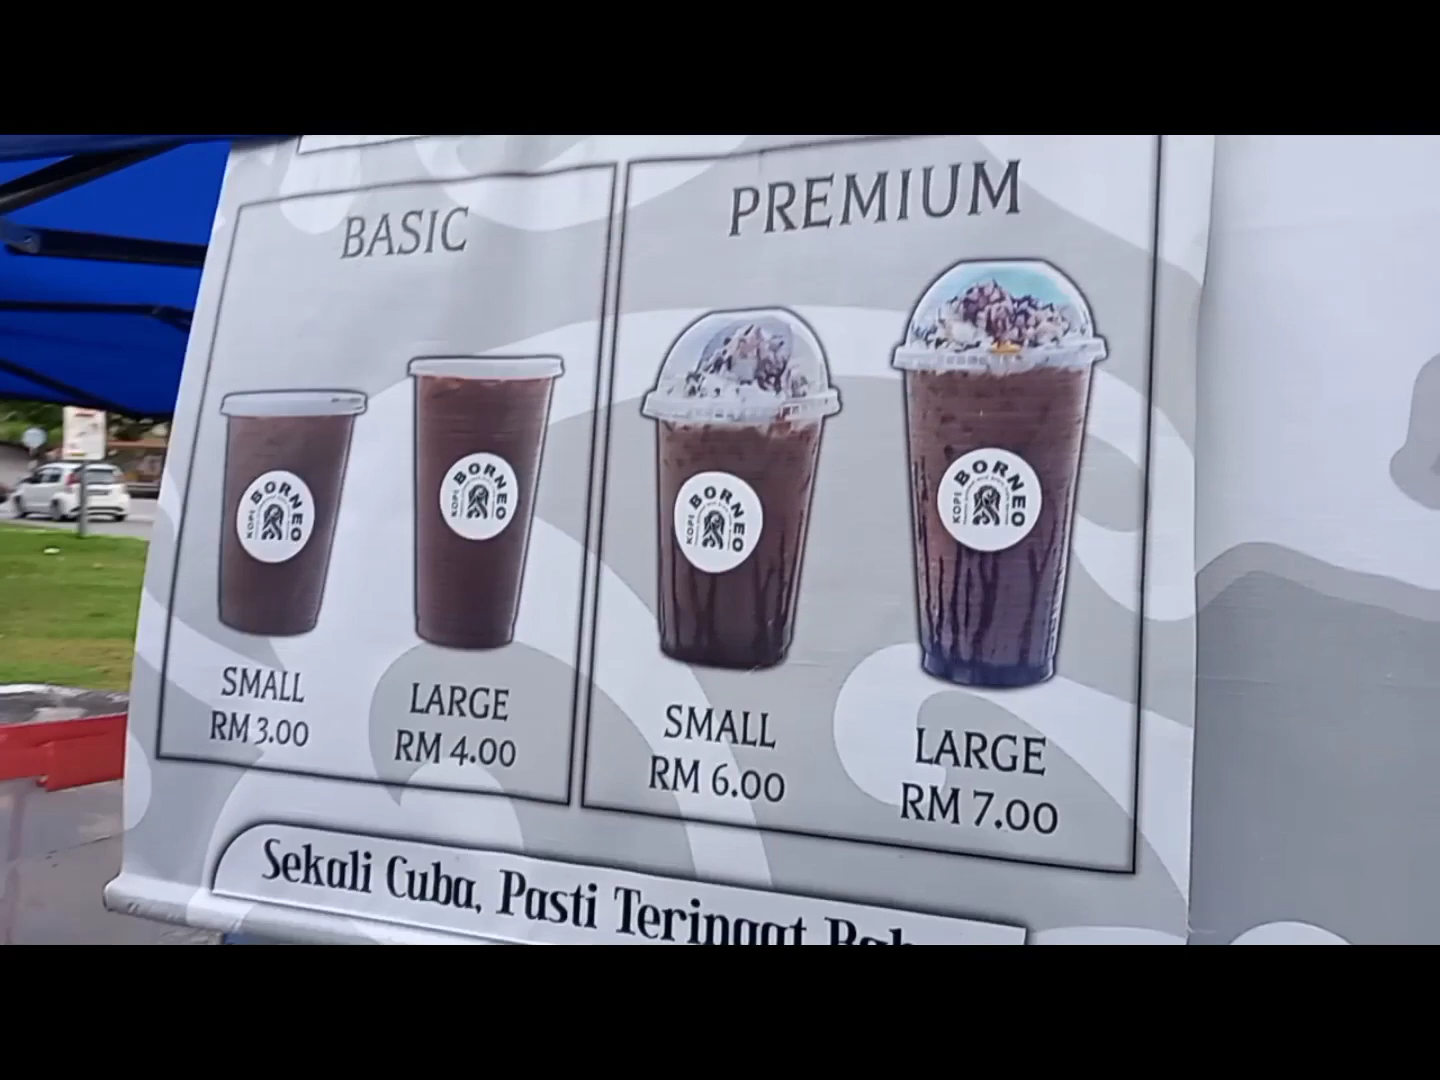 BASIC
PREMIUM
KOPI BORNEO
KOPI BORNEO
KOPI BORNEO
KOPI BORNEO
SMALL
RM 3.00
LARGE
RM 4.00
SMALL
RM 6.00
LARGE
RM 7.00
Sekali Cuba, Pasti Teringat